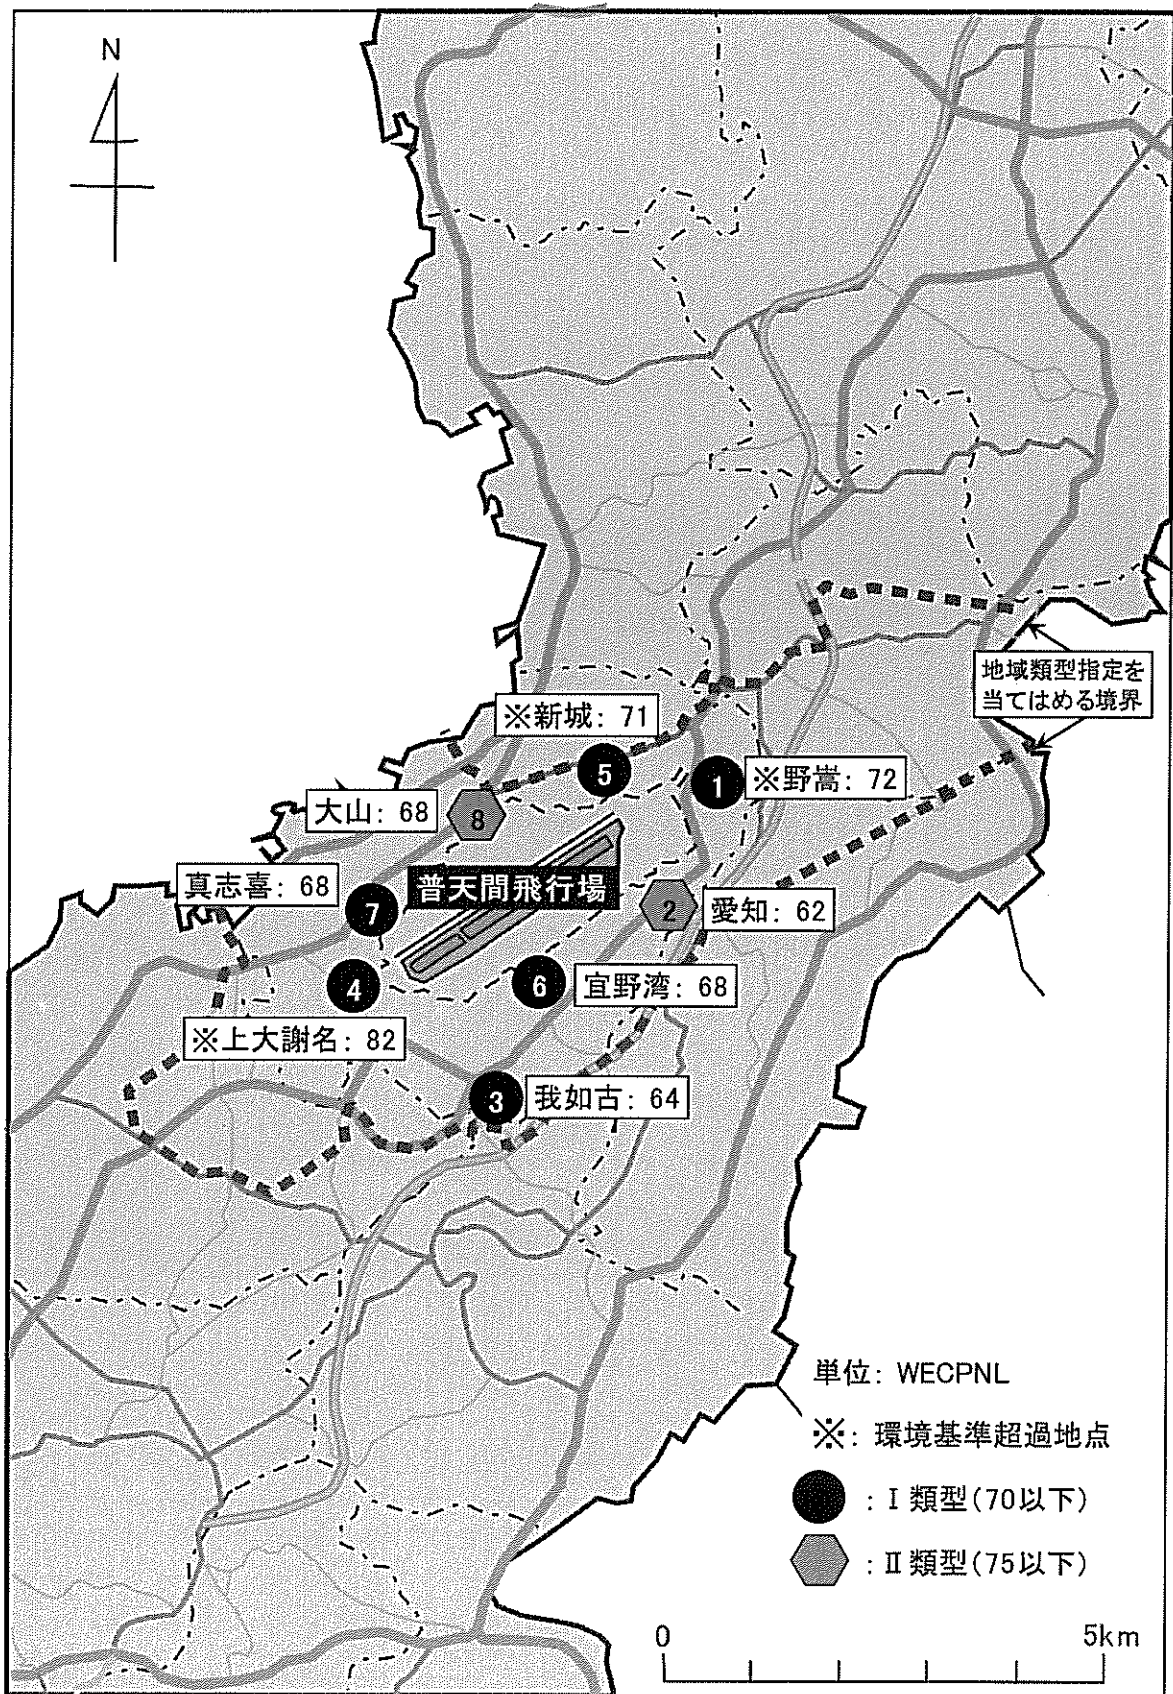 N
地域類型指定を
当てはめる境界
※新城: 71
5
1
※野嵩: 72
大山: 68
8
真志喜: 68
普天間飛行場
7
2
愛知: 62
4
6
宜野湾: 68
※上大謝名: 82
3
我如古: 64
単位: WECPNL
※: 環境基準超過地点
: Ⅰ類型(70以下)
: Ⅱ類型(75以下)
0 5km